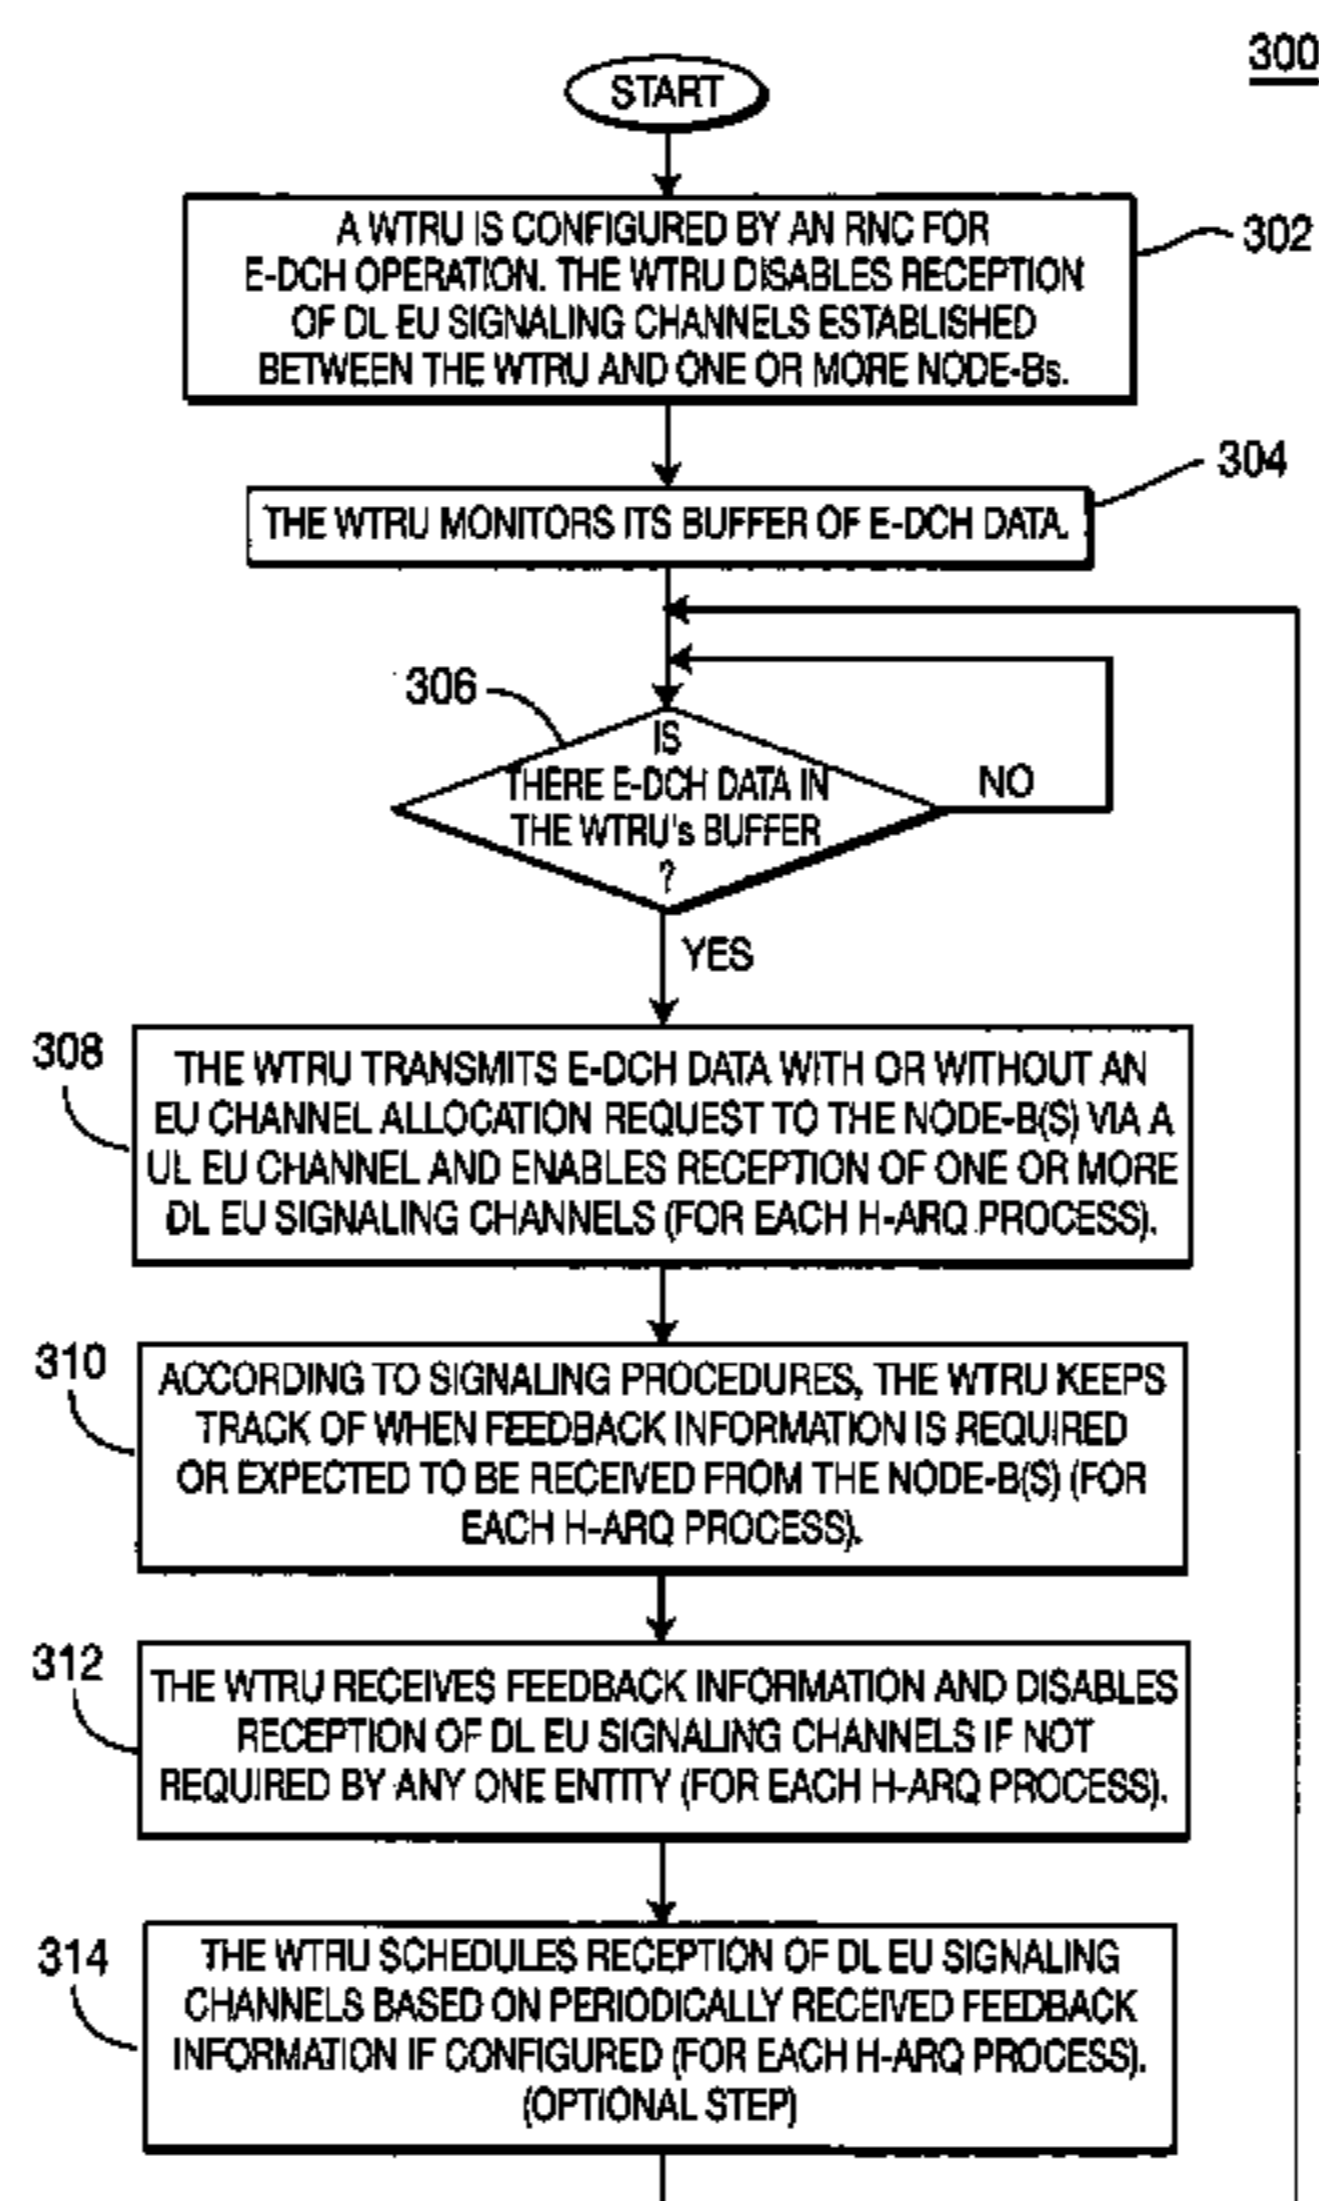 300
START
A WTRU IS CONFIGURED BY AN RNC FOR
E-DCH OPERATION. THE WTRU DISABLES RECEPTION
OF DL EU SIGNALING CHANNELS ESTABLISHED
BETWEEN THE WTRU AND ONE OR MORE NODE-Bs.
302
304
THE WTRU MONITORS ITS BUFFER OF E-DCH DATA.
306
IS
THERE E-DCH DATA IN
THE WTRU's BUFFER
?
NO
YES
308
THE WTRU TRANSMITS E-DCH DATA WITH OR WITHOUT AN
EU CHANNEL ALLOCATION REQUEST TO THE NODE-B(S) VIA A
UL EU CHANNEL AND ENABLES RECEPTION OF ONE OR MORE
DL EU SIGNALING CHANNELS (FOR EACH H-ARQ PROCESS).
310
ACCORDING TO SIGNALING PROCEDURES, THE WTRU KEEPS
TRACK OF WHEN FEEDBACK INFORMATION IS REQUIRED
OR EXPECTED TO BE RECEIVED FROM THE NODE-B(S) (FOR
EACH H-ARQ PROCESS).
312
THE WTRU RECEIVES FEEDBACK INFORMATION AND DISABLES
RECEPTION OF DL EU SIGNALING CHANNELS IF NOT
REQUIRED BY ANY ONE ENTITY (FOR EACH H-ARQ PROCESS).
314
THE WTRU SCHEDULES RECEPTION OF DL EU SIGNALING
CHANNELS BASED ON PERIODICALLY RECEIVED FEEDBACK
INFORMATION IF CONFIGURED (FOR EACH H-ARQ PROCESS).
(OPTIONAL STEP)